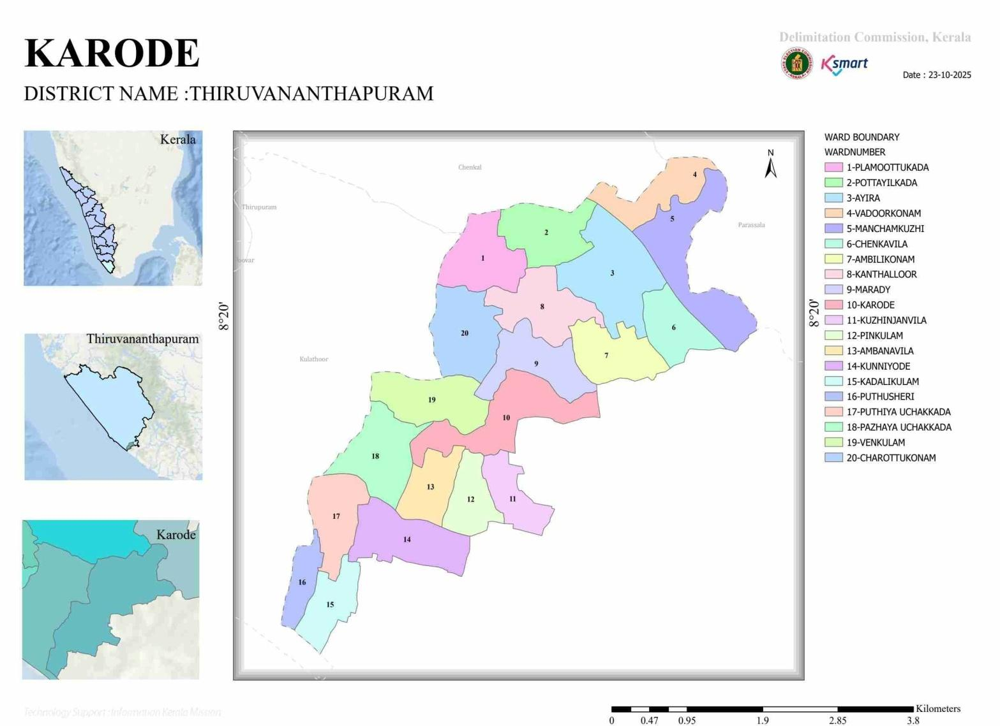 KARODE
DISTRICT NAME :THIRUVANANTHAPURAM
Delimitation Commission, Kerala
Ksmart
Date : 23-10-2025
Kerala
Thiruvananthapuram
Karode
8°20'
8°20'
N
Chenkal
Thirupuram
oovar
Parassala
Kulathoor
4
5
2
1
3
8
6
20
7
9
19
10
18
13
12
11
17
14
16
15
WARD BOUNDARY
WARDNUMBER
1-PLAMOOTTUKADA
2-POTTAYILKADA
3-AYIRA
4-VADOORKONAM
5-MANCHAMKUZHI
6-CHENKAVILA
7-AMBILIKONAM
8-KANTHALLOOR
9-MARADY
10-KARODE
11-KUZHINJANVILA
12-PINKULAM
13-AMBANAVILA
14-KUNNIYODE
15-KADALIKULAM
16-PUTHUSHERI
17-PUTHIYA UCHAKKADA
18-PAZHAYA UCHAKKADA
19-VENKULAM
20-CHAROTTUKONAM
Technology Support : Information Kerala Mission
Kilometers
0 0.47 0.95 1.9 2.85 3.8